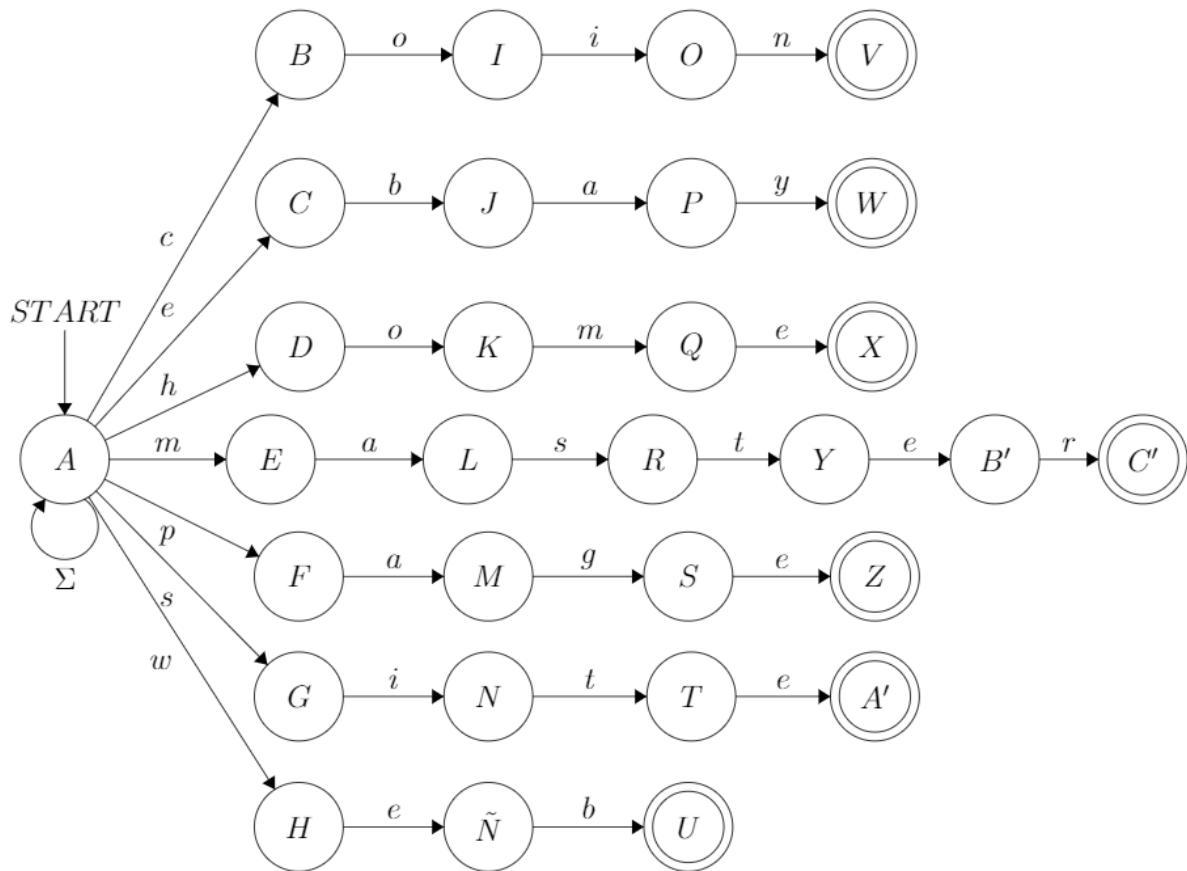 B o I i O n V
C b J a P y W
c
e
START
D o K m Q e X
h
A m E a L s R t Y e B′ r C′
p
F a M g S e Z
Σ
s
w
G i N t T e A′
H e Ñ b U